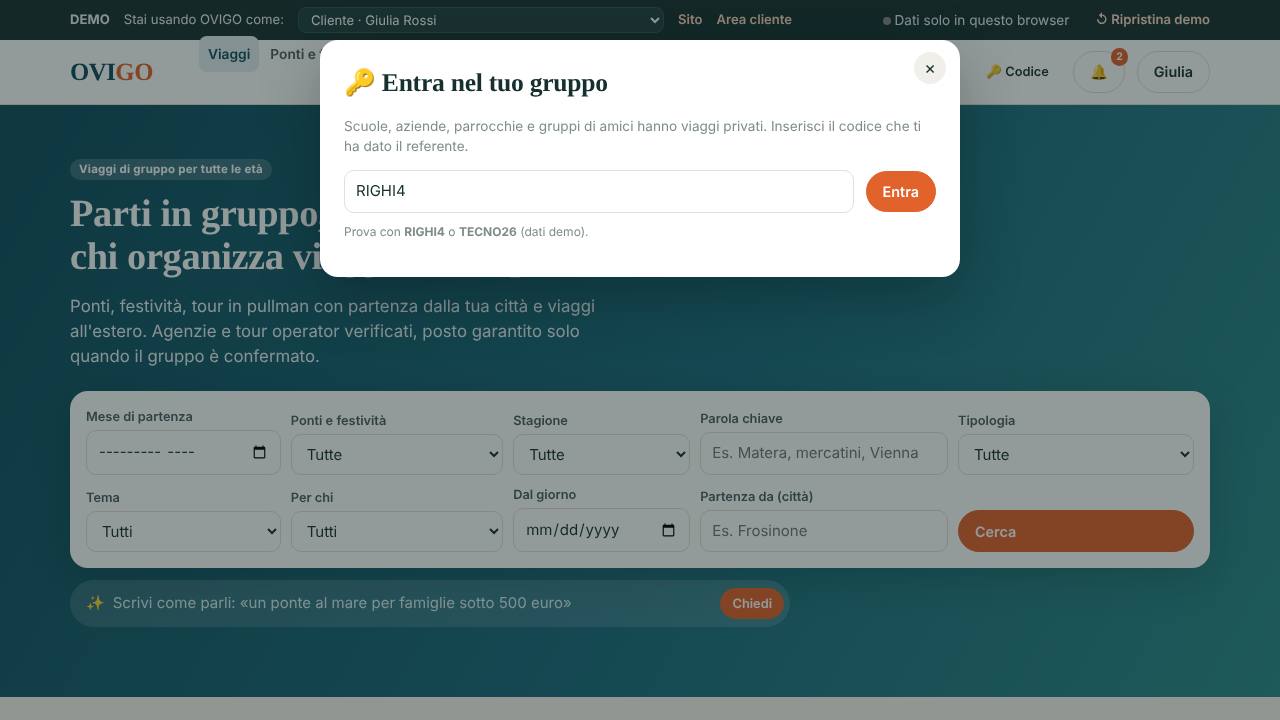 DEMO Stai usando OVIGO come: Cliente · Giulia Rossi Sito Area cliente Dati solo in questo browser Ripristina demo
OVIGO Viaggi Ponti e Codice 2 Giulia
Entra nel tuo gruppo
Scuole, aziende, parrocchie e gruppi di amici hanno viaggi privati. Inserisci il codice che ti
ha dato il referente.
RIGHI4 Entra
Prova con RIGHI4 o TECNO26 (dati demo).
Viaggi di gruppo per tutte le età
Parti in gruppo,
chi organizza
Ponti, festività, tour in pullman con partenza dalla tua città e viaggi
all'estero. Agenzie e tour operator verificati, posto garantito solo
quando il gruppo è confermato.
Mese di partenza Ponti e festività Stagione Parola chiave Tipologia
--------- ---- Tutte Tutte Es. Matera, mercatini, Vienna Tutte
Tema Per chi Dal giorno Partenza da (città)
Tutti Tutti mm/dd/yyyy Es. Frosinone Cerca
Scrivi come parli: «un ponte al mare per famiglie sotto 500 euro» Chiedi